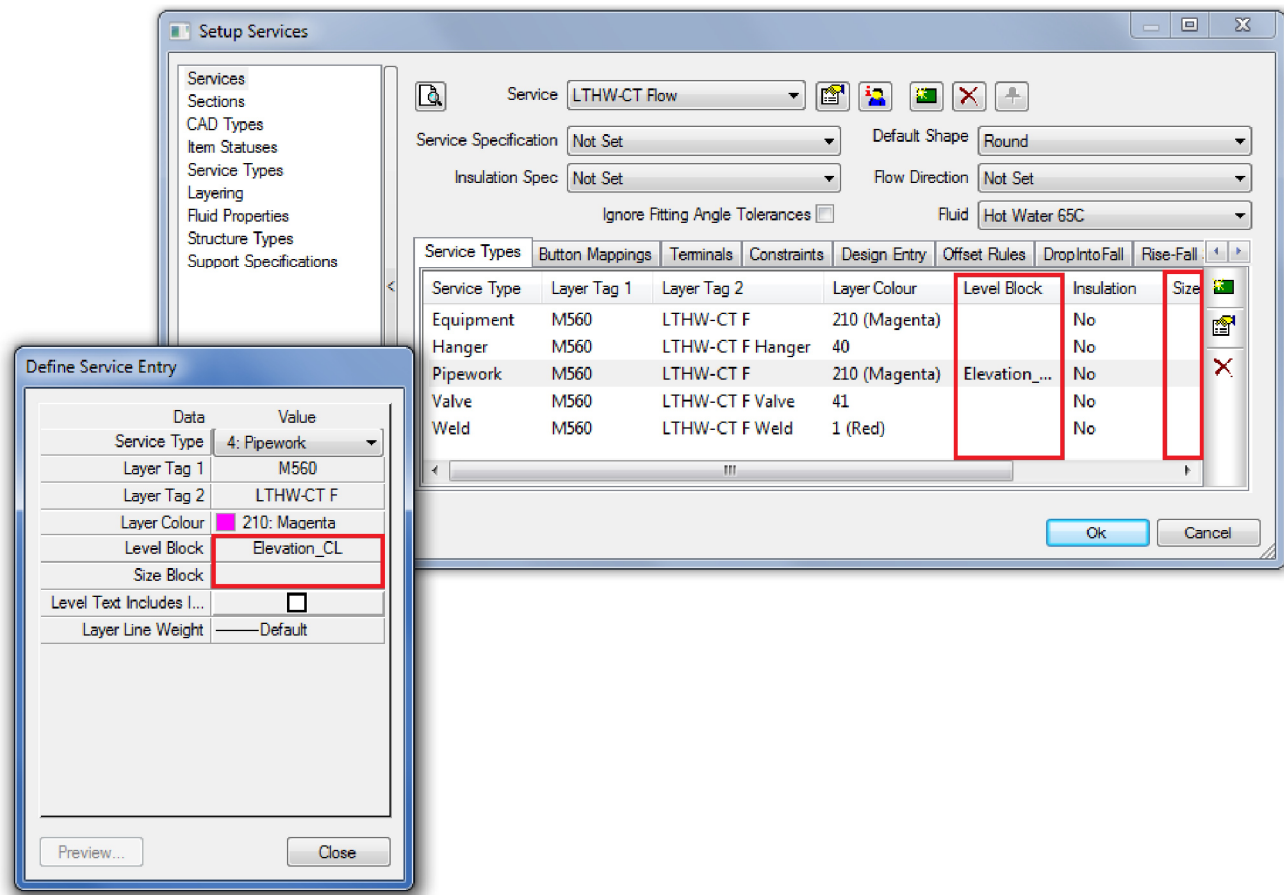 Setup Services
Services
Sections
CAD Types
Item Statuses
Service Types
Layering
Fluid Properties
Structure Types
Support Specifications
Service LTHW-CT Flow
Service Specification Not Set Default Shape Round
Insulation Spec Not Set Flow Direction Not Set
Ignore Fitting Angle Tolerances Fluid Hot Water 65C
Service Types Button Mappings Terminals Constraints Design Entry Offset Rules DropIntoFall Rise-Fall
Service Type Layer Tag 1 Layer Tag 2 Layer Colour Level Block Insulation Size
Equipment M560 LTHW-CT F 210 (Magenta) No
Hanger M560 LTHW-CT F Hanger 40 No
Pipework M560 LTHW-CT F 210 (Magenta) Elevation_... No
Valve M560 LTHW-CT F Valve 41 No
Weld M560 LTHW-CT F Weld 1 (Red) No
Ok Cancel
Define Service Entry
Data Value
Service Type 4: Pipework
Layer Tag 1 M560
Layer Tag 2 LTHW-CT F
Layer Colour 210: Magenta
Level Block Elevation_CL
Size Block
Level Text Includes I...
Layer Line Weight Default
Preview... Close